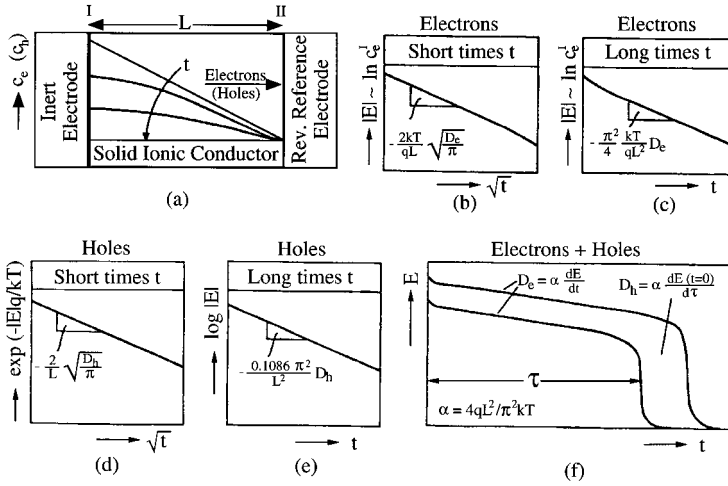 I L II
c_e (c_h)
Inert
Electrode
t
Electrons
(Holes)
Rev. Reference
Electrode
Solid Ionic Conductor
(a)
Electrons
Short times t
|E| ~ ln c_e^I
-2kT/qL √(D_e/π)
√t
(b)
Electrons
Long times t
|E| ~ ln c_e^I
-π²/4 kT/qL² D_e
t
(c)
Holes
Short times t
exp (-|E|q/kT)
-2/L √(D_h/π)
√t
(d)
Holes
Long times t
log |E|
-0.1086 π²/L² D_h
t
(e)
Electrons + Holes
E
D_e = α dE/dt
D_h = α dE (t=0)/dτ
τ
α = 4qL²/π²kT
t
(f)